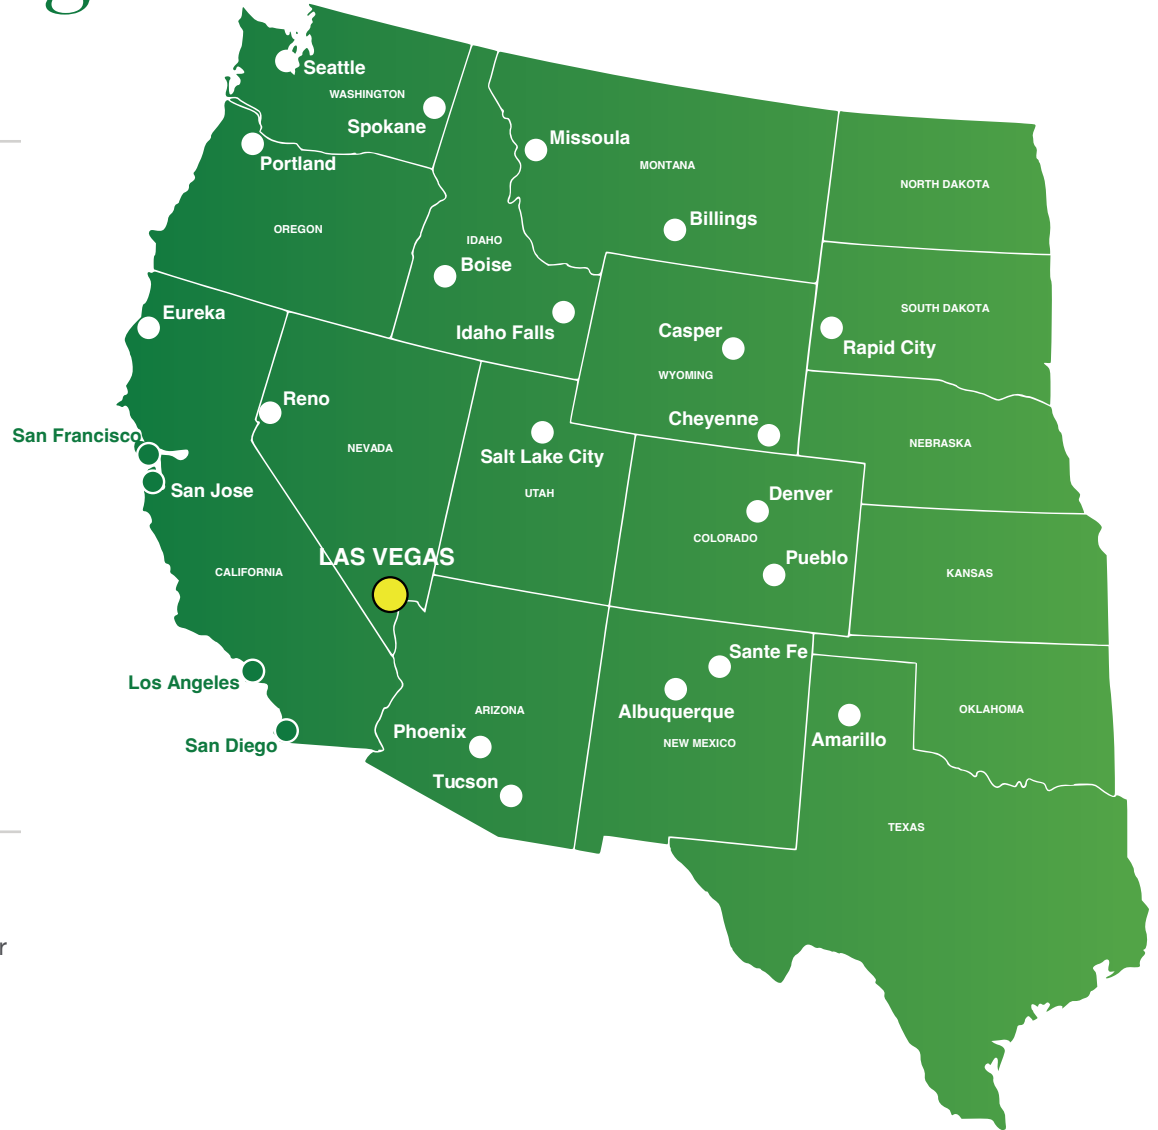 g
Seattle
WASHINGTON
Spokane
Missoula
Portland
MONTANA
NORTH DAKOTA
Billings
OREGON
IDAHO
Boise
Eureka
Idaho Falls
SOUTH DAKOTA
Casper
Rapid City
WYOMING
Reno
Cheyenne
San Francisco
NEVADA
Salt Lake City
NEBRASKA
San Jose
UTAH
Denver
COLORADO
Pueblo
LAS VEGAS
CALIFORNIA
KANSAS
Sante Fe
Los Angeles
Albuquerque
ARIZONA
OKLAHOMA
Phoenix
NEW MEXICO
Amarillo
San Diego
Tucson
TEXAS
r